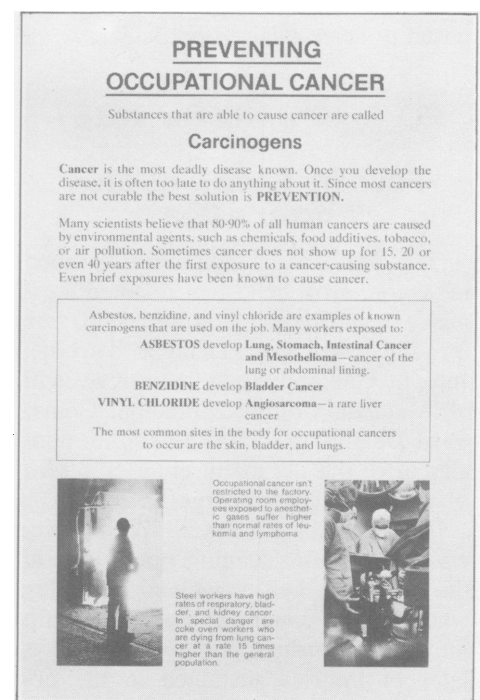 PREVENTING
OCCUPATIONAL CANCER
Substances that are able to cause cancer are called
Carcinogens
Cancer is the most deadly disease known. Once you develop the
disease, it is often too late to do anything about it. Since most cancers
are not curable the best solution is PREVENTION.
Many scientists believe that 80-90% of all human cancers are caused
by environmental agents, such as chemicals, food additives, tobacco,
or air pollution. Sometimes cancer does not show up for 15, 20 or
even 40 years after the first exposure to a cancer-causing substance.
Even brief exposures have been known to cause cancer.
Asbestos, benzidine, and vinyl chloride are examples of known
carcinogens that are used on the job. Many workers exposed to:
ASBESTOS develop Lung, Stomach, Intestinal Cancer
and Mesothelioma—cancer of the
lung or abdominal lining.
BENZIDINE develop Bladder Cancer
VINYL CHLORIDE develop Angiosarcoma—a rare liver
cancer
The most common sites in the body for occupational cancers
to occur are the skin, bladder, and lungs.
Occupational cancer isn't
restricted to the factory.
Operating room employ-
ees exposed to anesthet-
ic gases suffer higher
than normal rates of leu-
kemia and lymphoma
Steel workers have high
rates of respiratory, blad-
der, and kidney cancer.
In special danger are
coke oven workers who
are dying from lung can-
cer at a rate 15 times
higher than the general
population.